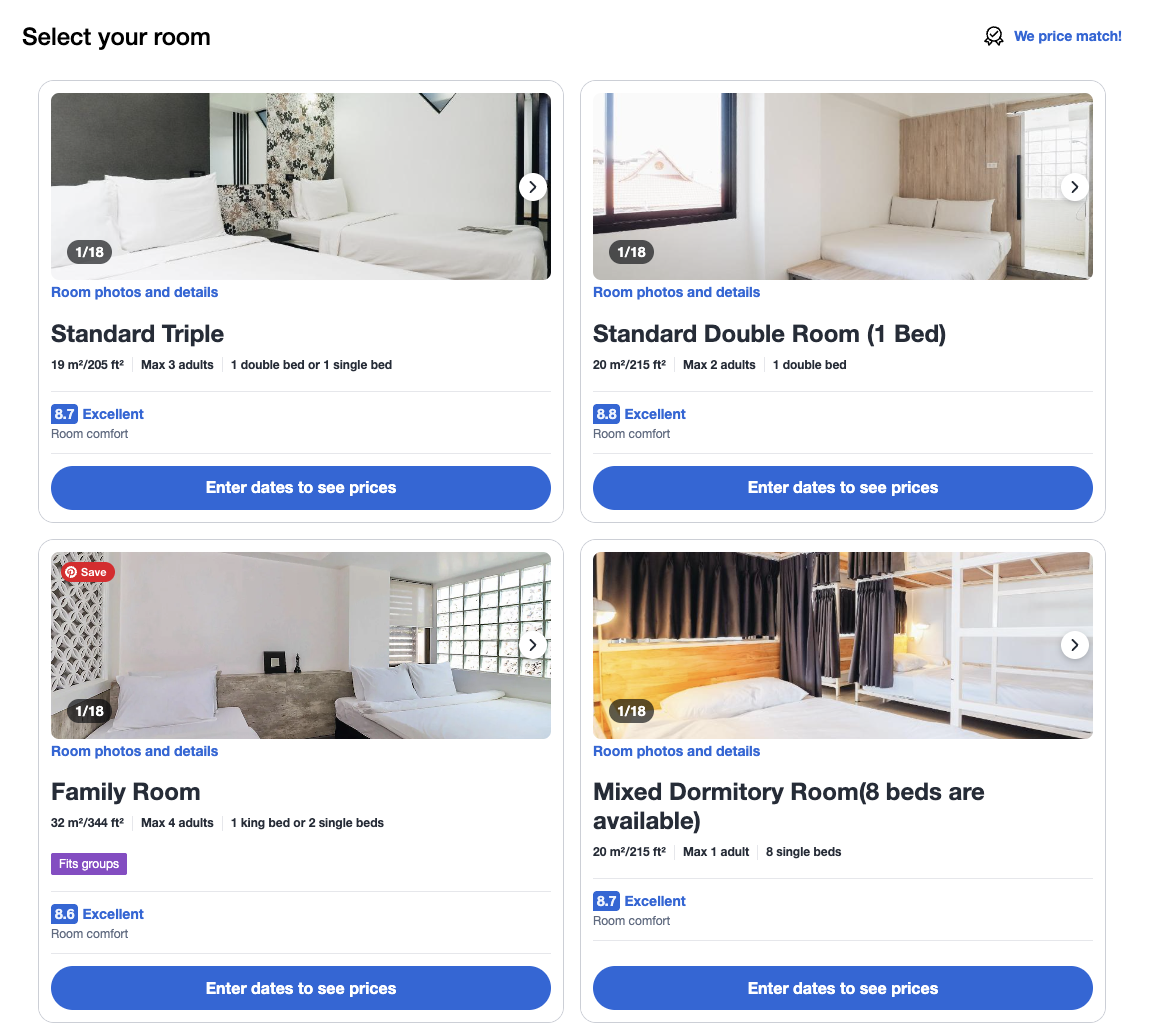 Select your room
We price match!
1/18
Room photos and details
Standard Triple
19 m²/205 ft² Max 3 adults 1 double bed or 1 single bed
8.7 Excellent
Room comfort
Enter dates to see prices
1/18
Room photos and details
Standard Double Room (1 Bed)
20 m²/215 ft² Max 2 adults 1 double bed
8.8 Excellent
Room comfort
Enter dates to see prices
Save
1/18
Room photos and details
Family Room
32 m²/344 ft² Max 4 adults 1 king bed or 2 single beds
Fits groups
8.6 Excellent
Room comfort
Enter dates to see prices
1/18
Room photos and details
Mixed Dormitory Room(8 beds are
available)
20 m²/215 ft² Max 1 adult 8 single beds
8.7 Excellent
Room comfort
Enter dates to see prices